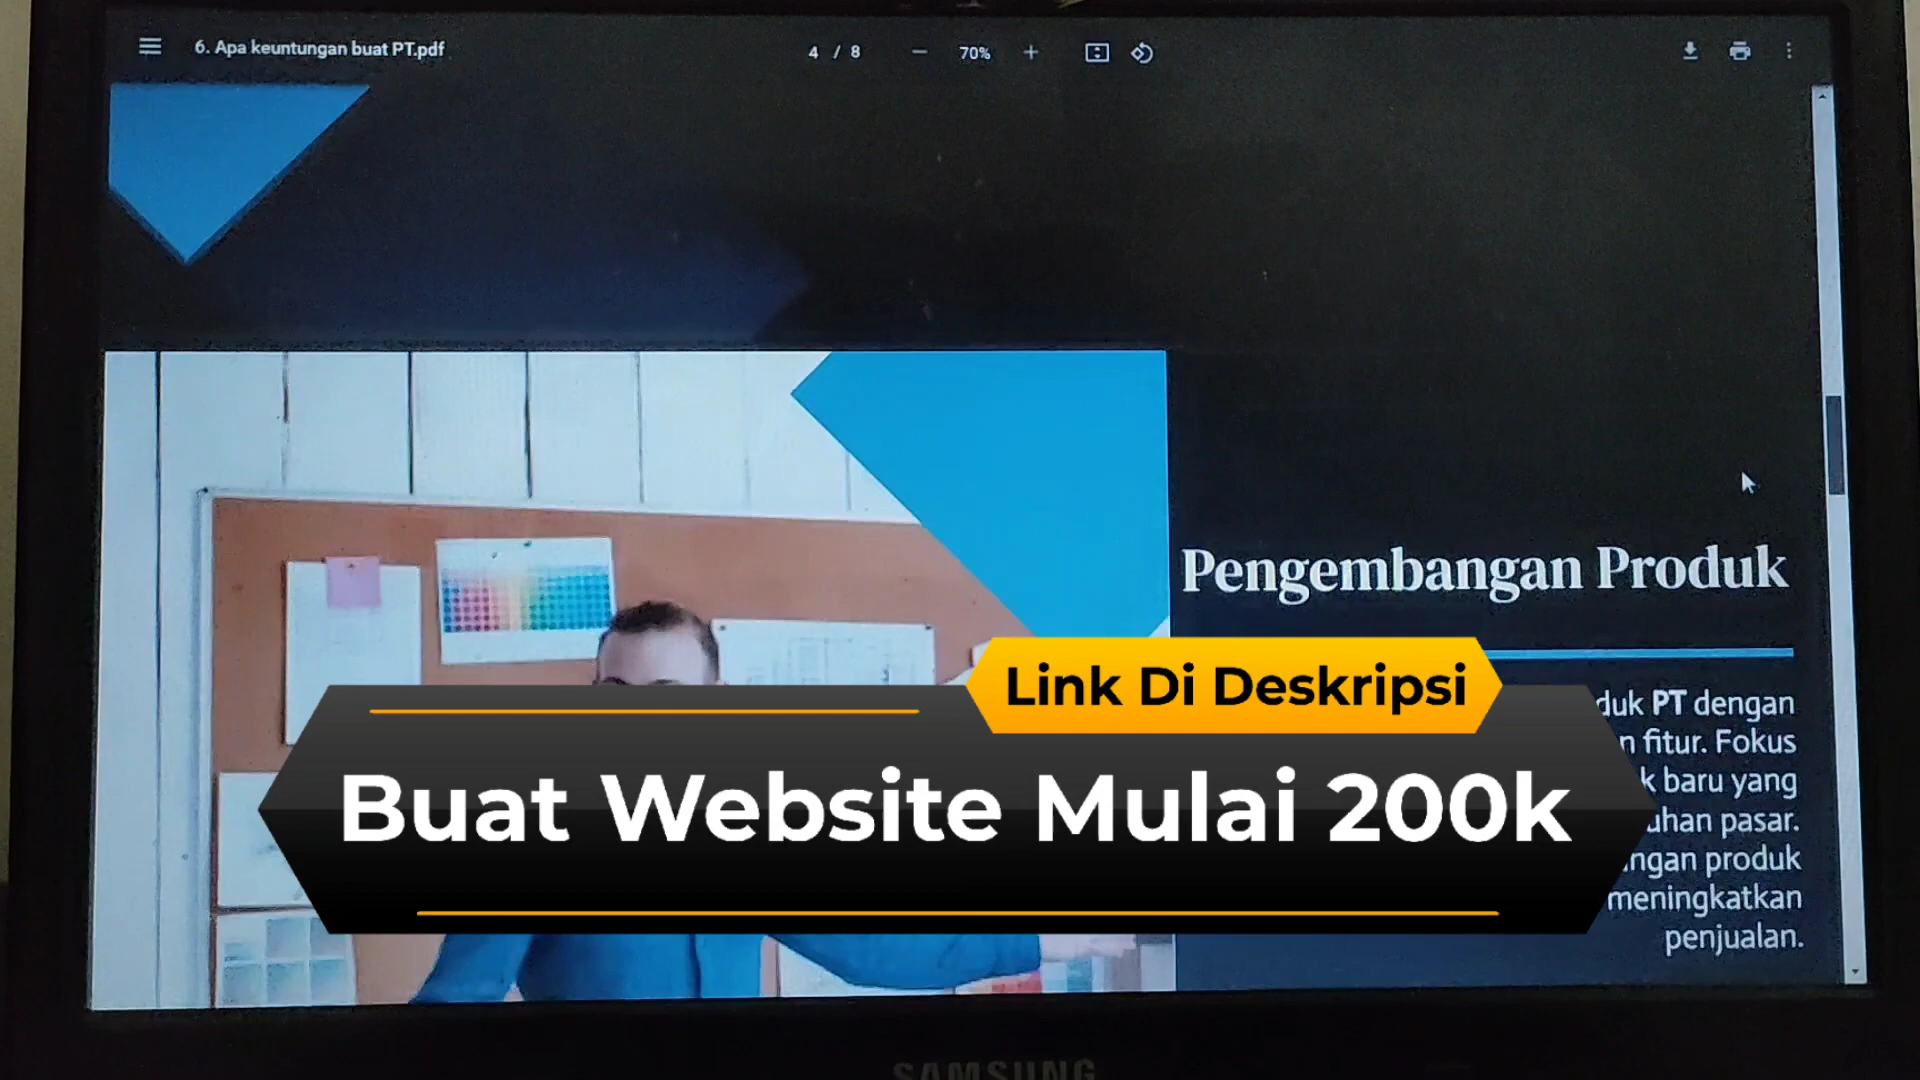 6. Apa keuntungan buat PT.pdf
4 / 8
70%
Pengembangan Produk
Link Di Deskripsi
duk PT dengan
n fitur. Fokus
k baru yang
uhan pasar.
ngan produk
meningkatkan
penjualan.
Buat Website Mulai 200k
SAMSUNG